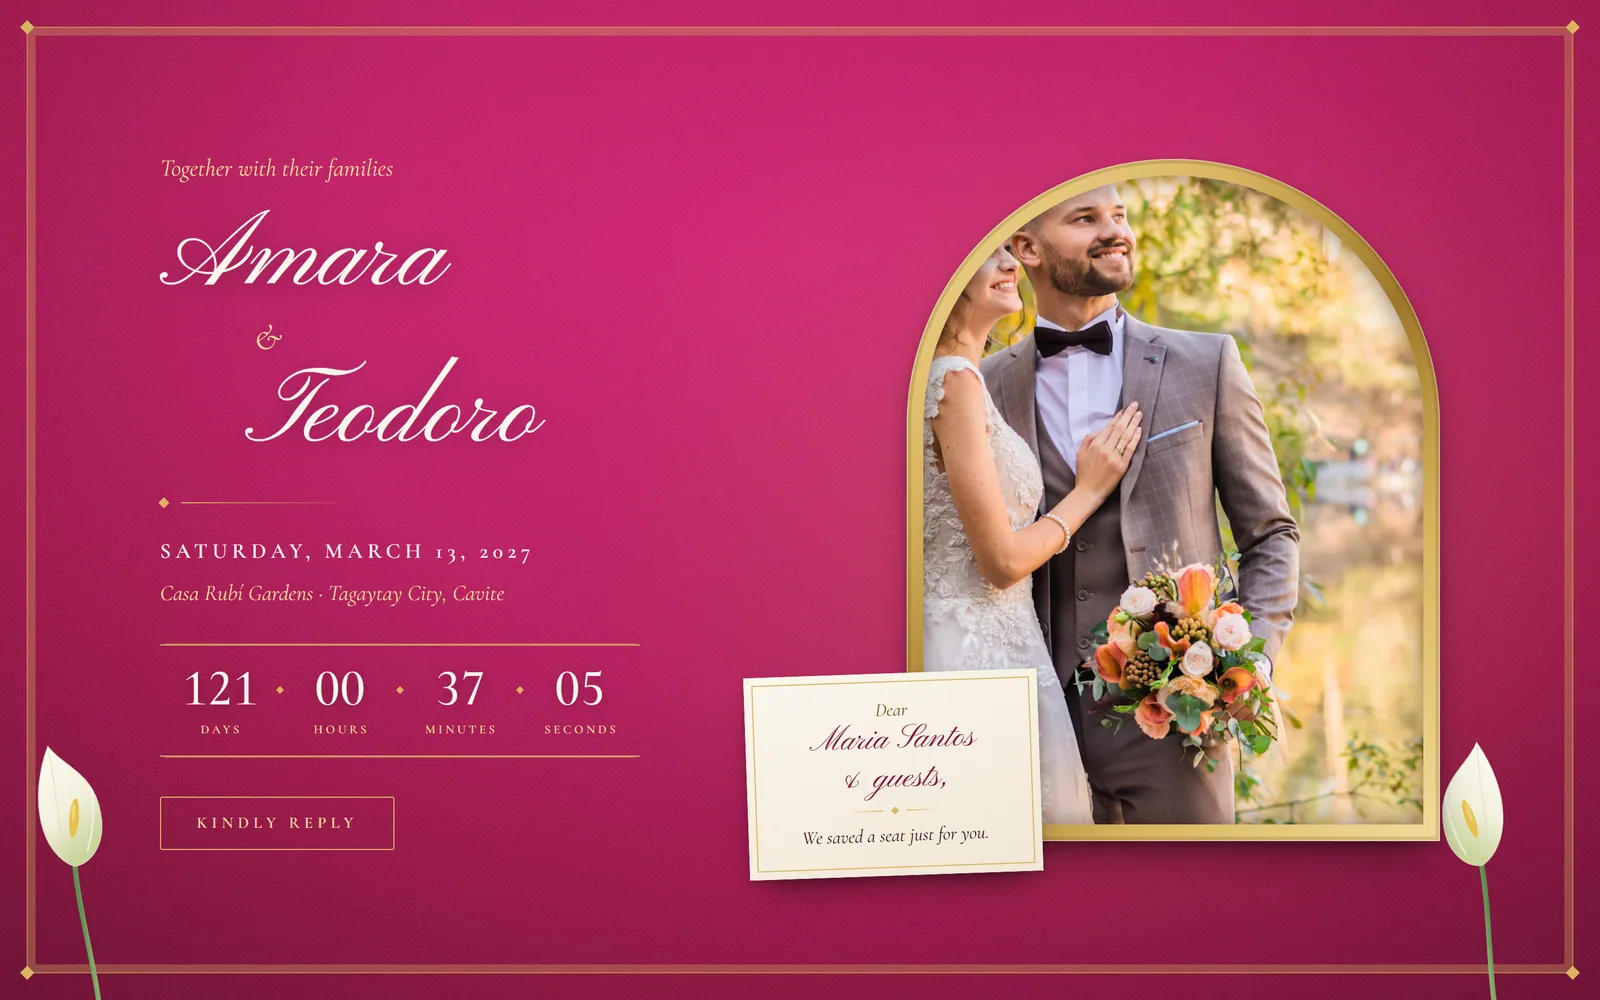 Together with their families
Amara
&
Teodoro
SATURDAY, MARCH 13, 2027
Casa Rubí Gardens · Tagaytay City, Cavite
121 00 37 05
DAYS HOURS MINUTES SECONDS
KINDLY REPLY
Dear
Maria Santos
& guests,
We saved a seat just for you.